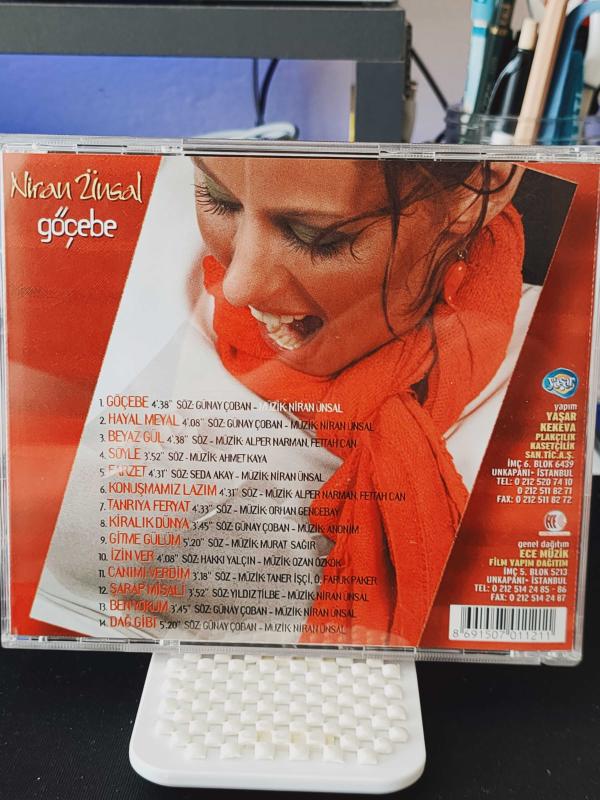 Niran Ünsal
göçebe
1. GÖÇEBE 4'38" SÖZ: GÜNAY ÇOBAN - MÜZİK: NİRAN ÜNSAL
2. HAYAL MEYAL 4'08" SÖZ: GÜNAY ÇOBAN - MÜZİK: NİRAN ÜNSAL
3. BEYAZ GÜL 4'38" SÖZ - MÜZİK: ALPER NARMAN, FETTAH CAN
4. SÖYLE 3'52" SÖZ - MÜZİK: AHMET KAYA
5. FARZET 4'31" SÖZ: SEDA AKAY - MÜZİK: NİRAN ÜNSAL
6. KONUŞMAMIZ LAZIM 4'31" SÖZ - MÜZİK: ALPER NARMAN, FETTAH CAN
7. TANRIYA FERYAT 4'33" SÖZ - MÜZİK: ORHAN GENCEBAY
8. KİRALIK DÜNYA 3'45" SÖZ: GÜNAY ÇOBAN - MÜZİK: ANONİM
9. GİTME GÜLÜM 5'20" SÖZ - MÜZİK: MURAT SAĞIR
10. İZİN VER 4'08" SÖZ: HAKKI YALÇIN - MÜZİK: OZAN ÖZKÖK
11. CANIMI VERDİM 3'18" SÖZ - MÜZİK: TANER İŞÇİ, Ö. FARUK PAKER
12. ŞARAP MİSALİ 3'52" SÖZ: YILDIZ TİLBE - MÜZİK: NİRAN ÜNSAL
13. BEN YOKUM 3'45" SÖZ: GÜNAY ÇOBAN - MÜZİK: NİRAN ÜNSAL
14. DAĞ GİBİ 5'20" SÖZ: GÜNAY ÇOBAN - MÜZİK: NİRAN ÜNSAL
yaşar
yapım
YAŞAR
KEKEVA
PLAKÇILIK
KASETÇİLİK
SAN.TİC.A.Ş.
İMÇ 6. BLOK 6439
UNKAPANI - İSTANBUL
TEL: 0 212 520 74 10
0 212 511 82 71
FAX: 0 212 511 82 72
genel dağıtım
ECE MÜZİK
FİLM YAPIM DAĞITIM
İMÇ 5. BLOK 5213
UNKAPANI - İSTANBUL
TEL: 0 212 514 24 85 - 86
FAX: 0 212 514 24 87
8 691507 011211